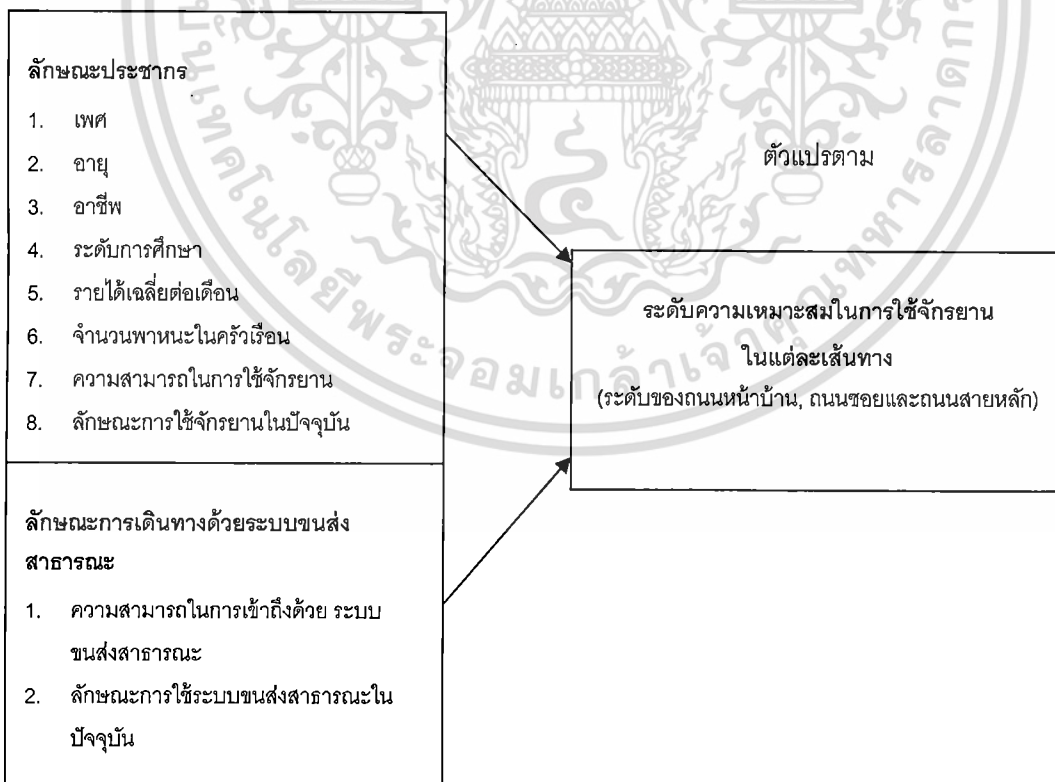 ลักษณะประชากร
1. เพศ
2. อายุ
3. อาชีพ
4. ระดับการศึกษา
5. รายได้เฉลี่ยต่อเดือน
6. จำนวนพาหนะในครัวเรือน
7. ความสามารถในการใช้จักรยาน
8. ลักษณะการใช้จักรยานในปัจจุบัน
ลักษณะการเดินทางด้วยระบบขนส่ง
สาธารณะ
1. ความสามารถในการเข้าถึงด้วย ระบบ
ขนส่งสาธารณะ
2. ลักษณะการใช้ระบบขนส่งสาธารณะใน
ปัจจุบัน
ตัวแปรตาม
ระดับความเหมาะสมในการใช้จักรยาน
ในแต่ละเส้นทาง
(ระดับของถนนหน้าบ้าน, ถนนซอยและถนนสายหลัก)